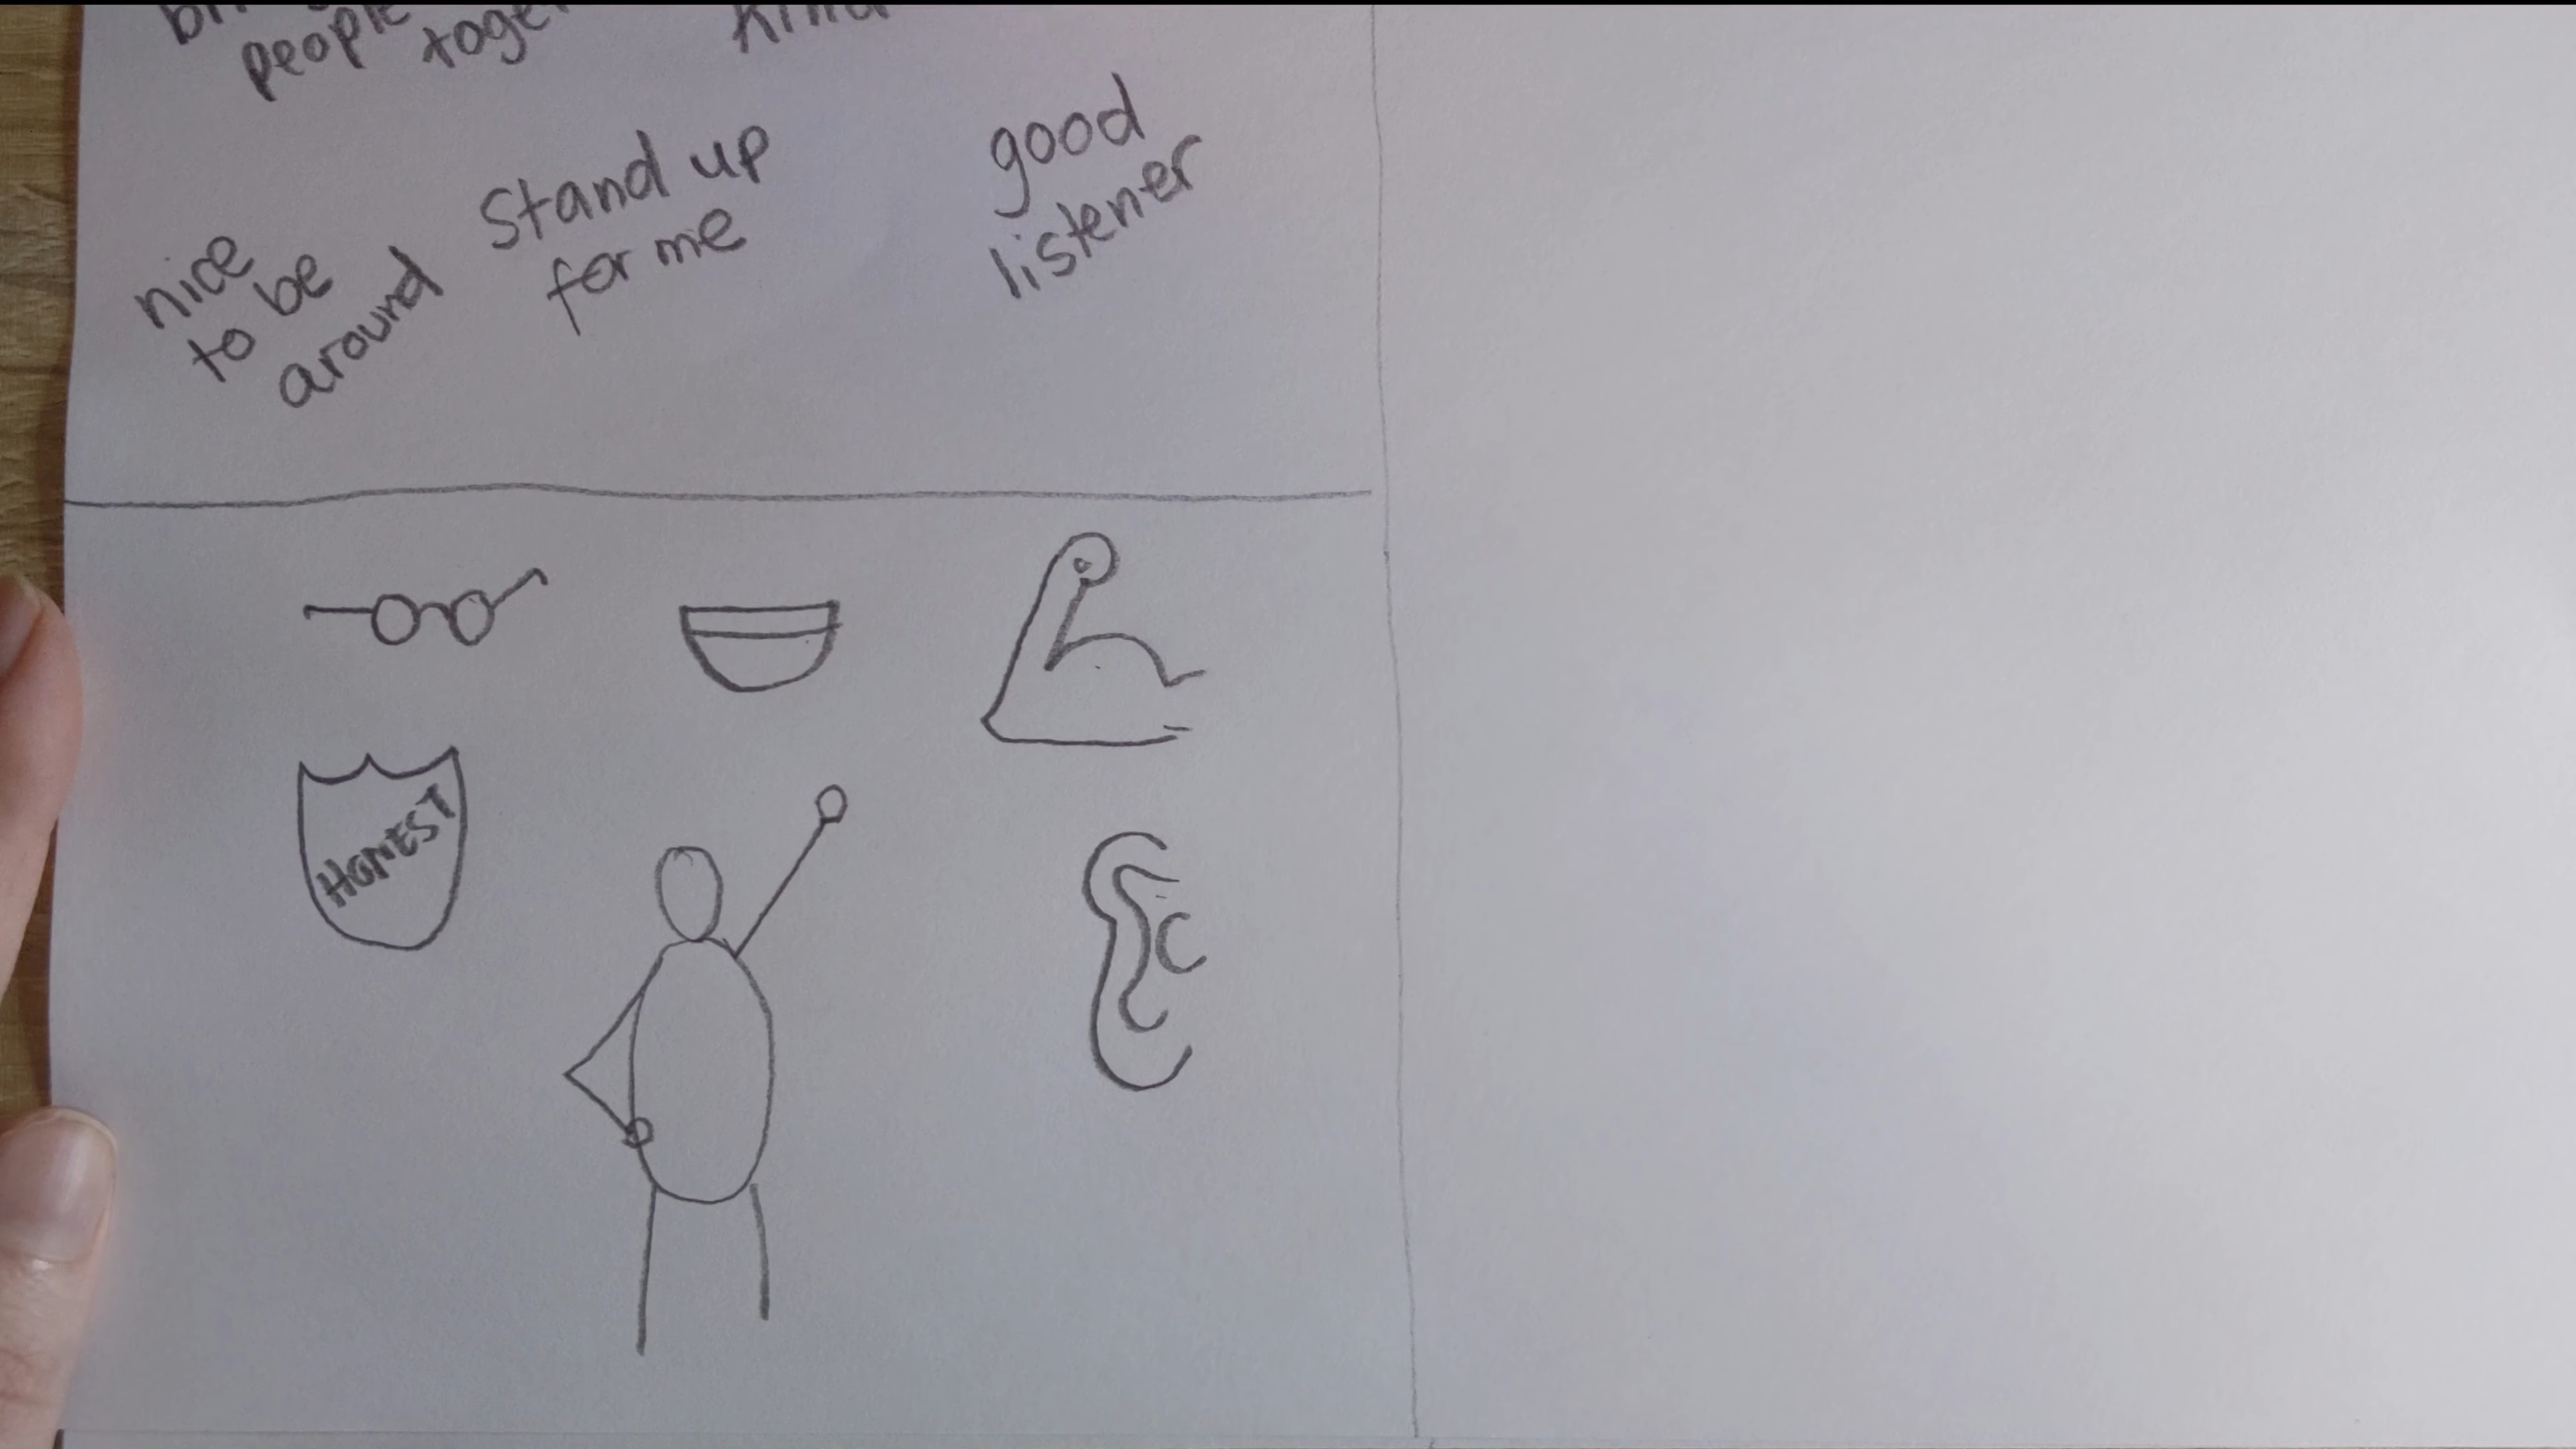 people
nice
to be
around
Stand up
for me
good
listener
HONEST